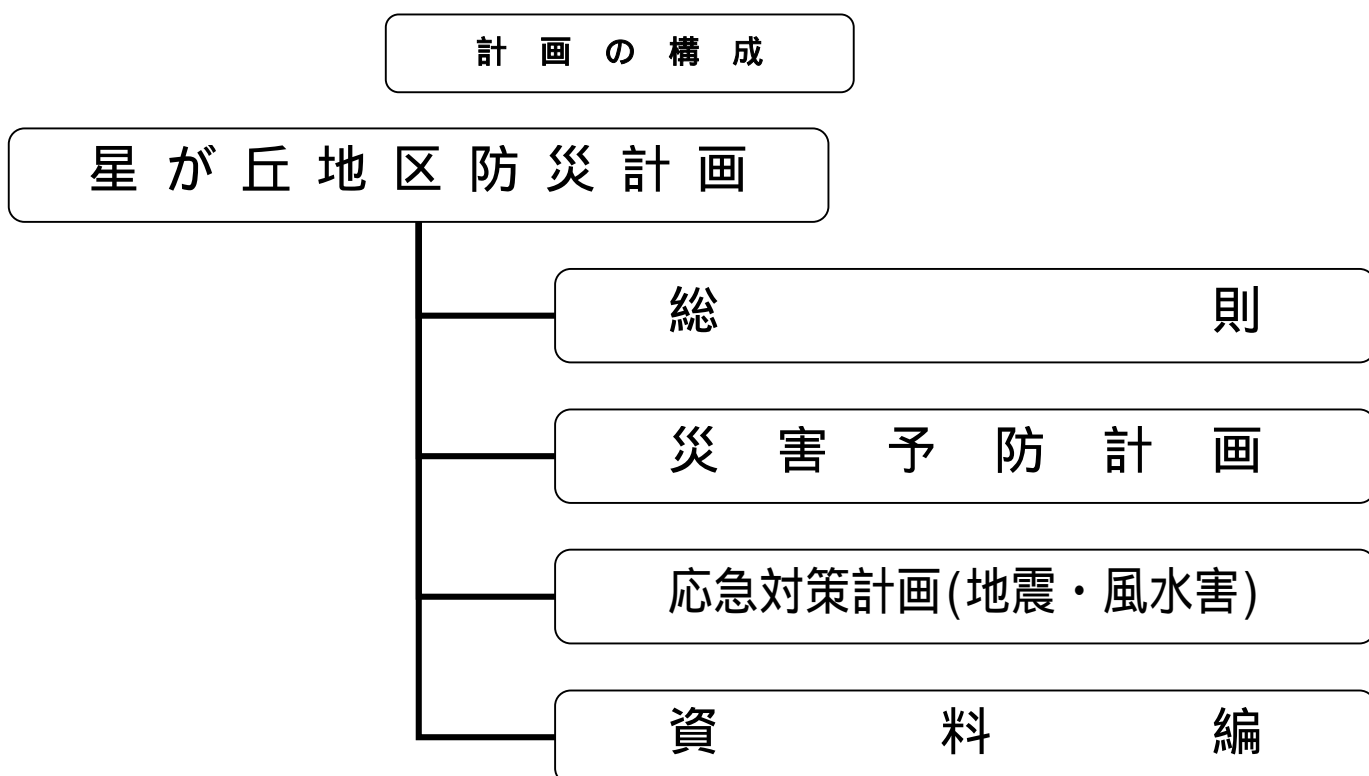 計画の構成
星が丘地区防災計画
総則
災害予防計画
応急対策計画(地震・風水害)
資料編